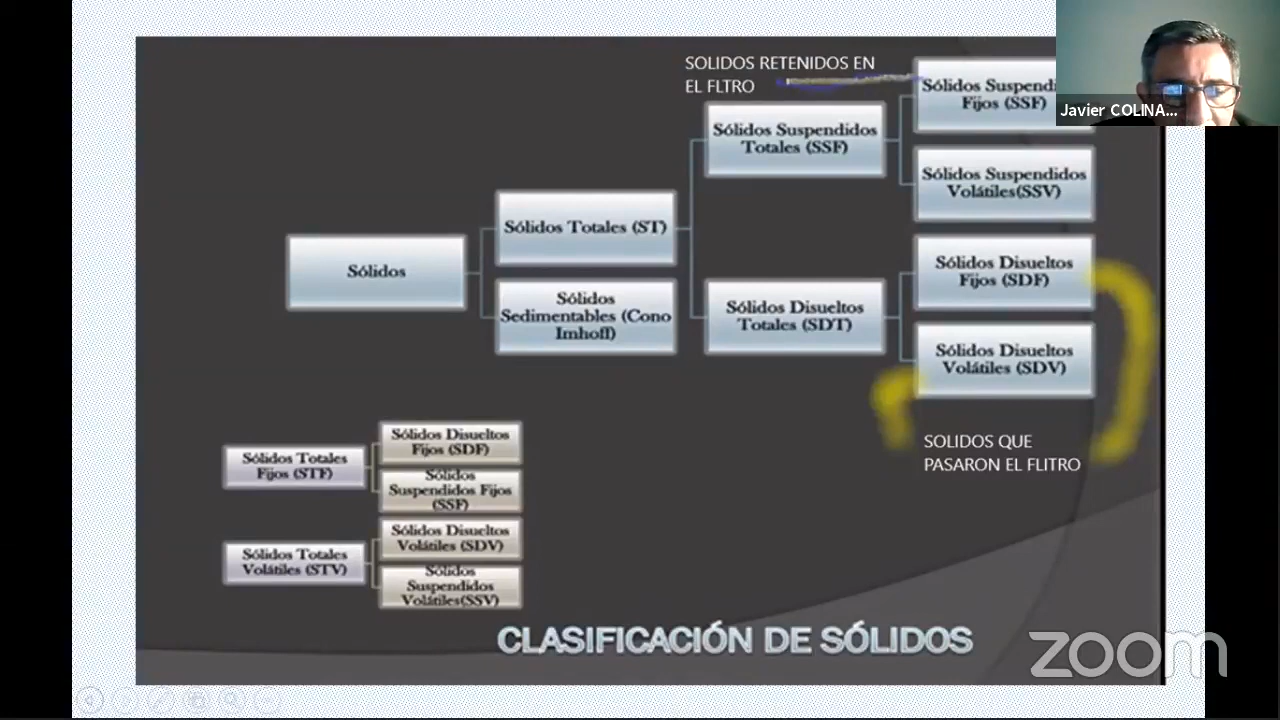 SOLIDOS RETENIDOS EN
EL FLTRO
Sólidos Suspendi
Fijos (SSF)
Javier COLINA...
Sólidos Suspendidos
Totales (SSF)
Sólidos Suspendidos
Volátiles(SSV)
Sólidos Totales (ST)
Sólidos
Sólidos Disueltos
Fijos (SDF)
Sólidos
Sedimentables (Cono
Imhoff)
Sólidos Disueltos
Totales (SDT)
Sólidos Disueltos
Volátiles (SDV)
SOLIDOS QUE
PASARON EL FLITRO
Sólidos Totales
Fijos (STF)
Sólidos Disueltos
Fijos (SDF)
Sólidos
Suspendidos Fijos
(SSF)
Sólidos Totales
Volátiles (STV)
Sólidos Disueltos
Volátiles (SDV)
Sólidos
Suspendidos
Volátiles(SSV)
CLASIFICACIÓN DE SÓLIDOS
zoom